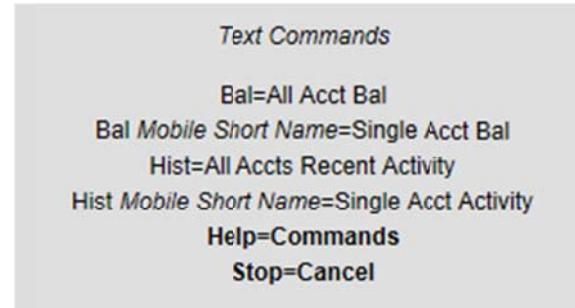 Text Commands
Bal=All Acct Bal
Bal Mobile Short Name=Single Acct Bal
Hist=All Accts Recent Activity
Hist Mobile Short Name=Single Acct Activity
Help=Commands
Stop=Cancel